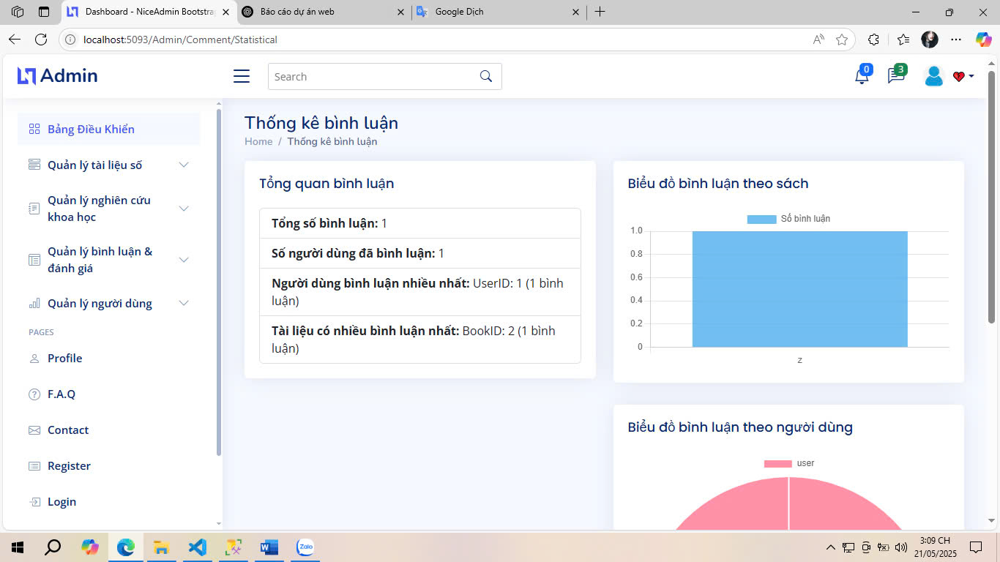 Dashboard - NiceAdmin Bootstra
Báo cáo dự án web
Google Dịch
localhost:5093/Admin/Comment/Statistical
Admin
Search
0
3
Bảng Điều Khiển
Quản lý tài liệu số
Quản lý nghiên cứu
khoa học
Quản lý bình luận &
đánh giá
Quản lý người dùng
PAGES
Profile
F.A.Q
Contact
Register
Login
Thống kê bình luận
Home / Thống kê bình luận
Tổng quan bình luận
Tổng số bình luận: 1
Số người dùng đã bình luận: 1
Người dùng bình luận nhiều nhất: UserID: 1 (1 bình
luận)
Tài liệu có nhiều bình luận nhất: BookID: 2 (1 bình
luận)
Biểu đồ bình luận theo sách
Số bình luận
1.0
0.8
0.6
0.4
0.2
0
z
Biểu đồ bình luận theo người dùng
user
Zalo
3:09 CH
21/05/2025